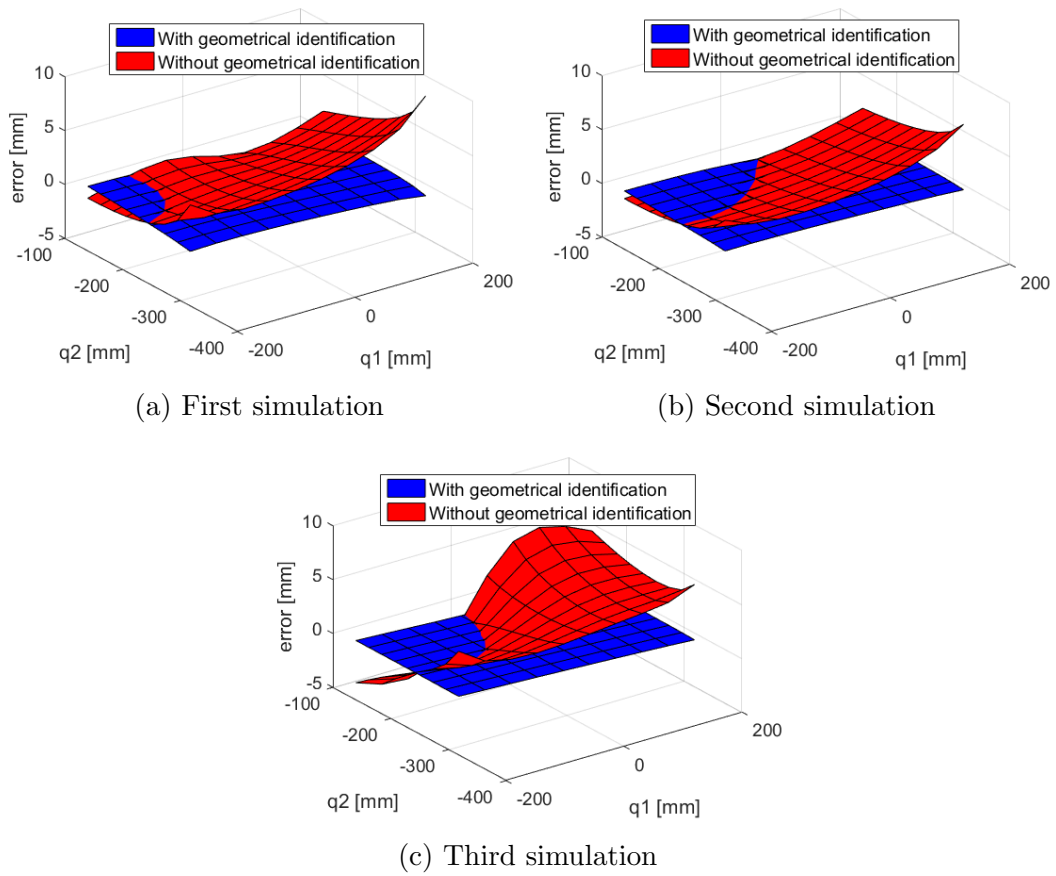 With geometrical identification
Without geometrical identification
10
5
0
-5
error [mm]
-100
-200
-300
-400
q2 [mm]
-200
0
200
q1 [mm]
(a) First simulation
With geometrical identification
Without geometrical identification
10
5
0
-5
error [mm]
-100
-200
-300
-400
q2 [mm]
-200
0
200
q1 [mm]
(b) Second simulation
With geometrical identification
Without geometrical identification
10
5
0
-5
error [mm]
-100
-200
-300
-400
q2 [mm]
-200
0
200
q1 [mm]
(c) Third simulation